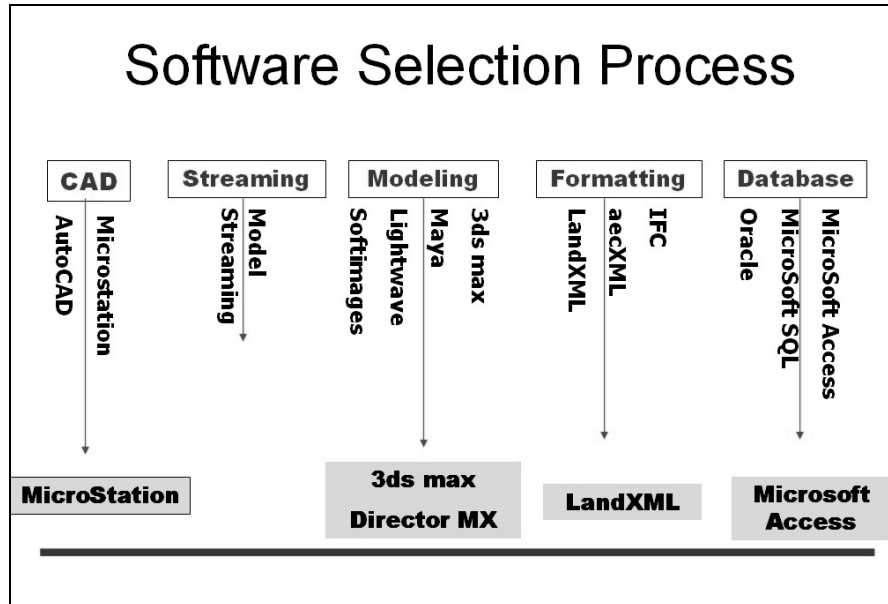 Software Selection Process
CAD
Streaming
Modeling
Formatting
Database
Microstation
AutoCAD
Model
Streaming
3ds max
Maya
Lightwave
Softimages
IFC
aecXML
LandXML
MicroSoft Access
MicroSoft SQL
Oracle
MicroStation
3ds max
Director MX
LandXML
Microsoft
Access